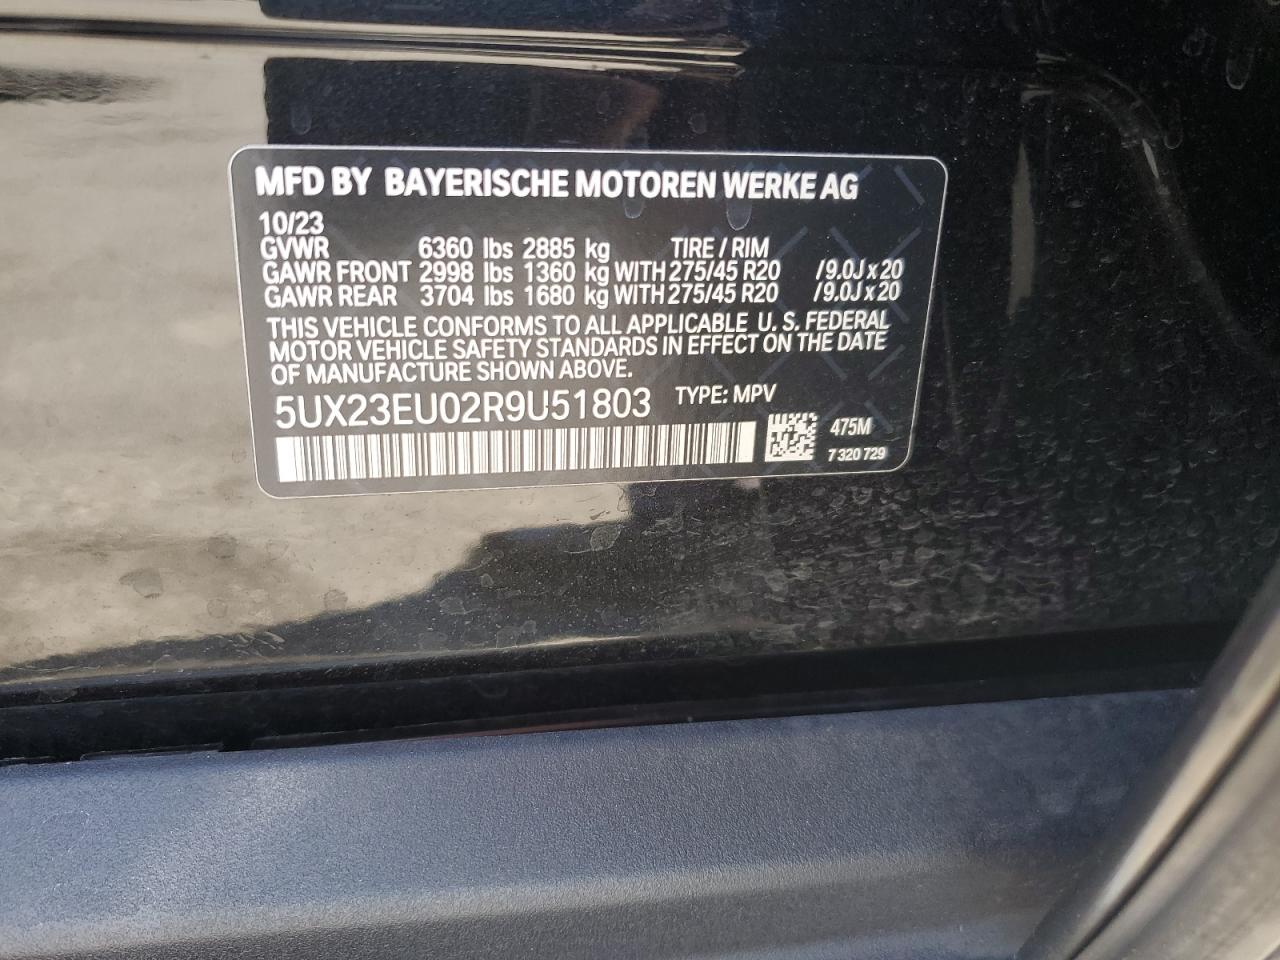 MFD BY BAYERISCHE MOTOREN WERKE AG
10/23
GVWR 6360 lbs 2885 kg TIRE / RIM
GAWR FRONT 2998 lbs 1360 kg WITH 275/45 R20 /9.0J x 20
GAWR REAR 3704 lbs 1680 kg WITH 275/45 R20 /9.0J x 20
THIS VEHICLE CONFORMS TO ALL APPLICABLE U. S. FEDERAL
MOTOR VEHICLE SAFETY STANDARDS IN EFFECT ON THE DATE
OF MANUFACTURE SHOWN ABOVE.
5UX23EU02R9U51803 TYPE: MPV
475M
7 320 729